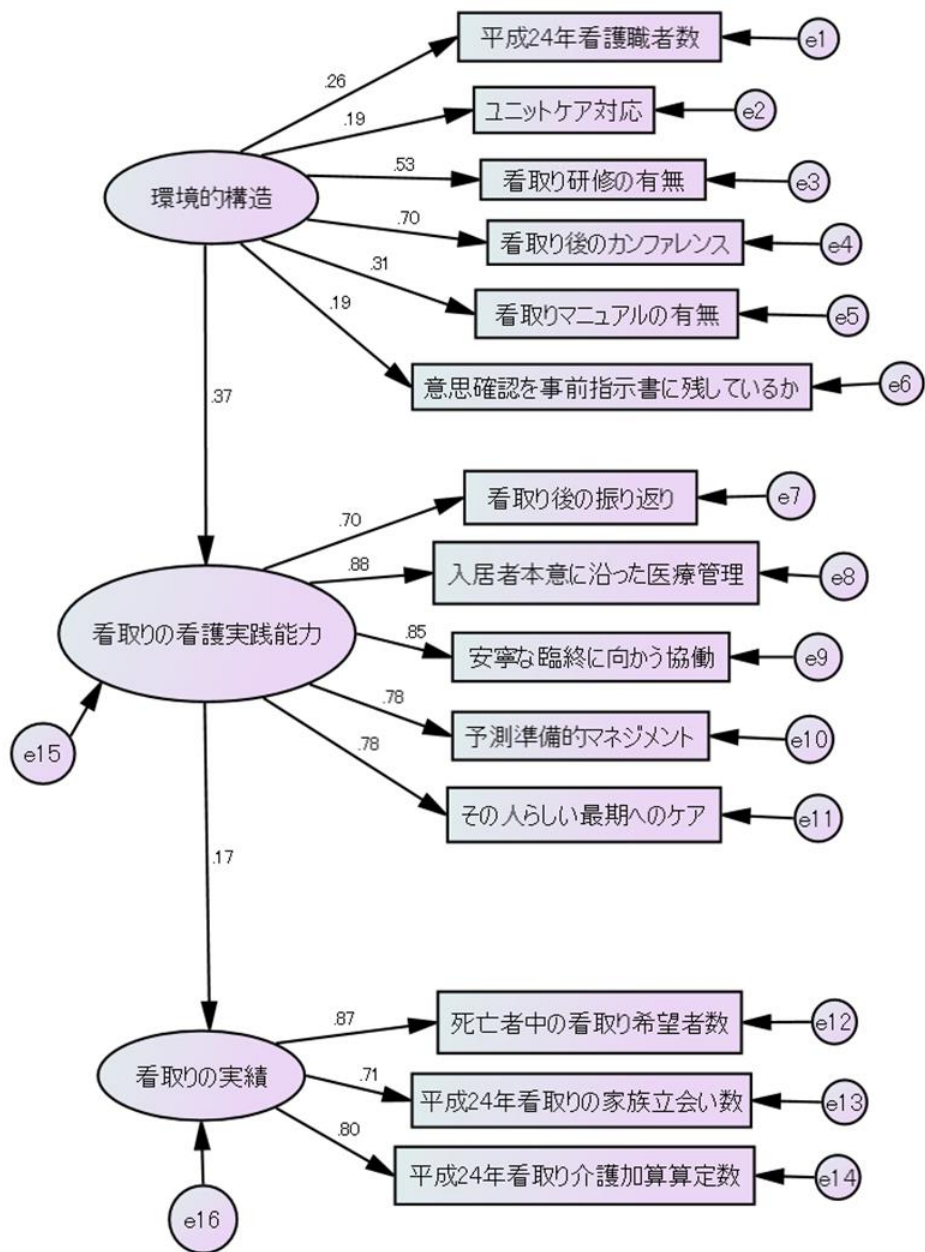 平成24年看護職者数
e1
.26
ユニットケア対応
e2
.19
看取り研修の有無
e3
.53
環境的構造
看取り後のカンファレンス
e4
.70
看取りマニュアルの有無
e5
.31
意思確認を事前指示書に残しているか
e6
.19
.37
看取り後の振り返り
e7
.70
入居者本意に沿った医療管理
e8
.88
看取りの看護実践能力
安寧な臨終に向かう協働
e9
.85
予測準備的マネジメント
e10
.78
e15
その人らしい最期へのケア
e11
.78
.17
死亡者中の看取り希望者数
e12
.87
看取りの実績
平成24年看取りの家族立会い数
e13
.71
平成24年看取り介護加算算定数
e14
.80
e16